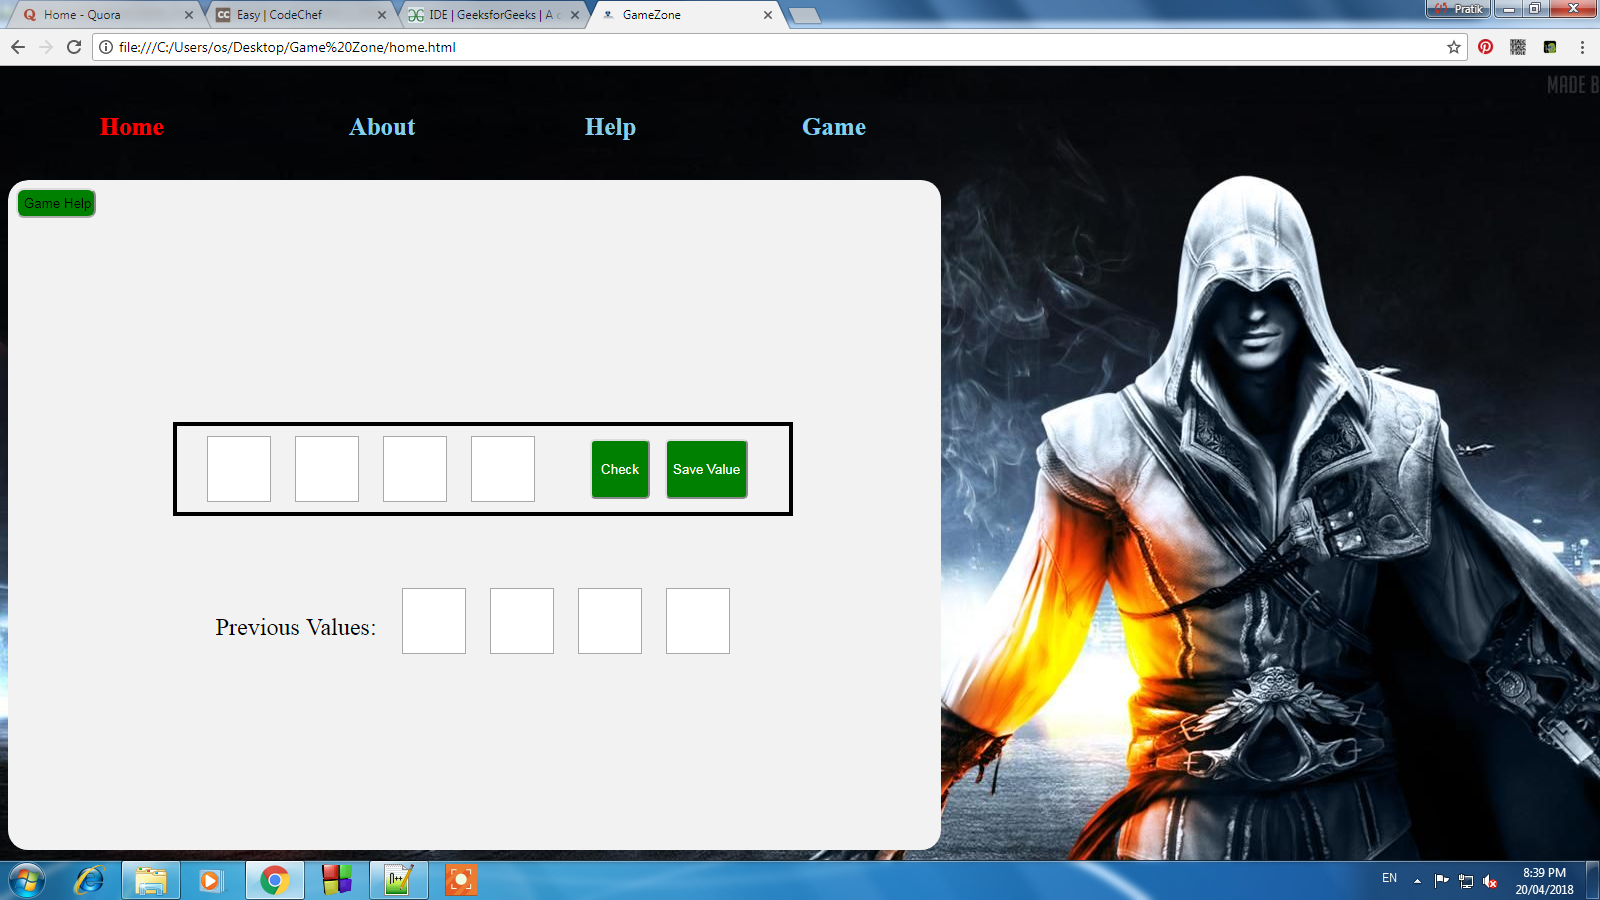 Home - Quora
Easy | CodeChef
IDE | GeeksforGeeks | A c
GameZone
Pratik
file:///C:/Users/os/Desktop/Game%20Zone/home.html
MADE B
Home
About
Help
Game
Game Help
Check
Save Value
Previous Values:
EN
8:39 PM
20/04/2018